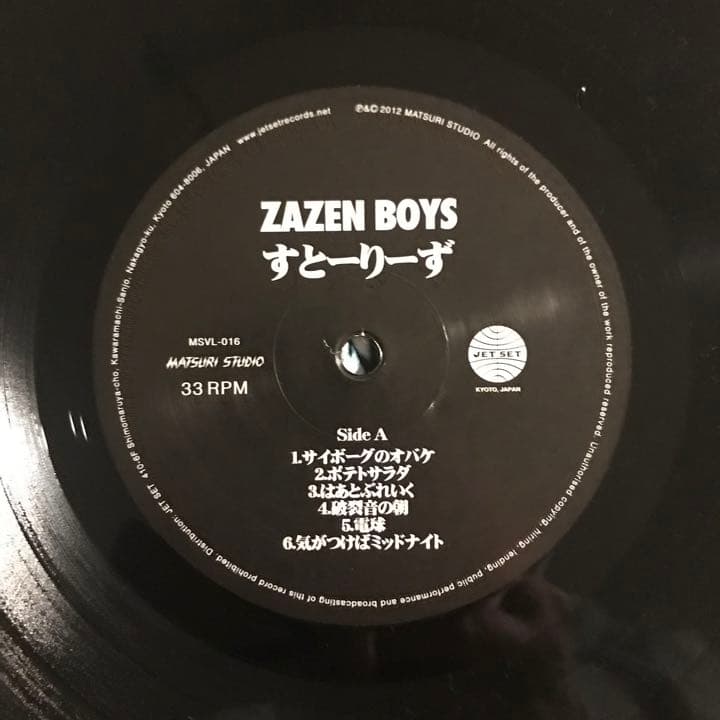 ZAZEN BOYS
すとーりーず
MSVL-016
MATSURI STUDIO
33 RPM
JET SET
KYOTO, JAPAN
Side A
1.サイボーグのオバケ
2.ポテトサラダ
3.はあとぶれいく
4.破裂音の朝
5.電球
6.気がつけばミッドナイト
℗&© 2012 MATSURI STUDIO All rights of the producer and of the owner of the work reproduced reserved. Unauthorised copying, hiring, lending, public performance and broadcasting of this record prohibited. Distribution: JET SET 410-6F Shimomaruya-cho, Kawaramachi-Sanjo, Nakagyo-ku, Kyoto 604-8006, JAPAN www.jetsetrecords.net